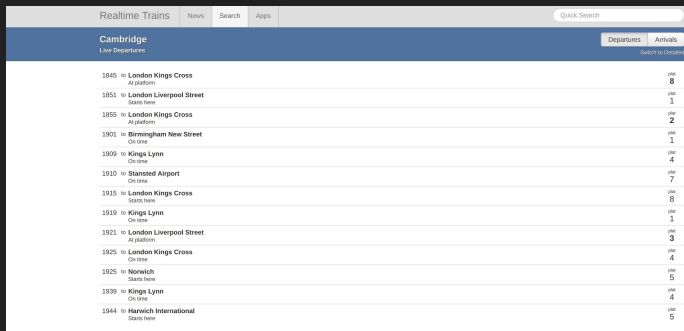 Realtime Trains News Search Apps Quick Search
Cambridge Departures Arrivals
Live Departures Switch to Detailed
1845 to London Kings Cross plat
At platform 8
1851 to London Liverpool Street plat
Starts here 1
1855 to London Kings Cross plat
At platform 2
1901 to Birmingham New Street plat
On time 1
1909 to Kings Lynn plat
On time 4
1910 to Stansted Airport plat
On time 7
1915 to London Kings Cross plat
Starts here 8
1919 to Kings Lynn plat
On time 1
1921 to London Liverpool Street plat
At platform 3
1925 to London Kings Cross plat
On time 4
1925 to Norwich plat
Starts here 5
1939 to Kings Lynn plat
On time 4
1944 to Harwich International plat
Starts here 5